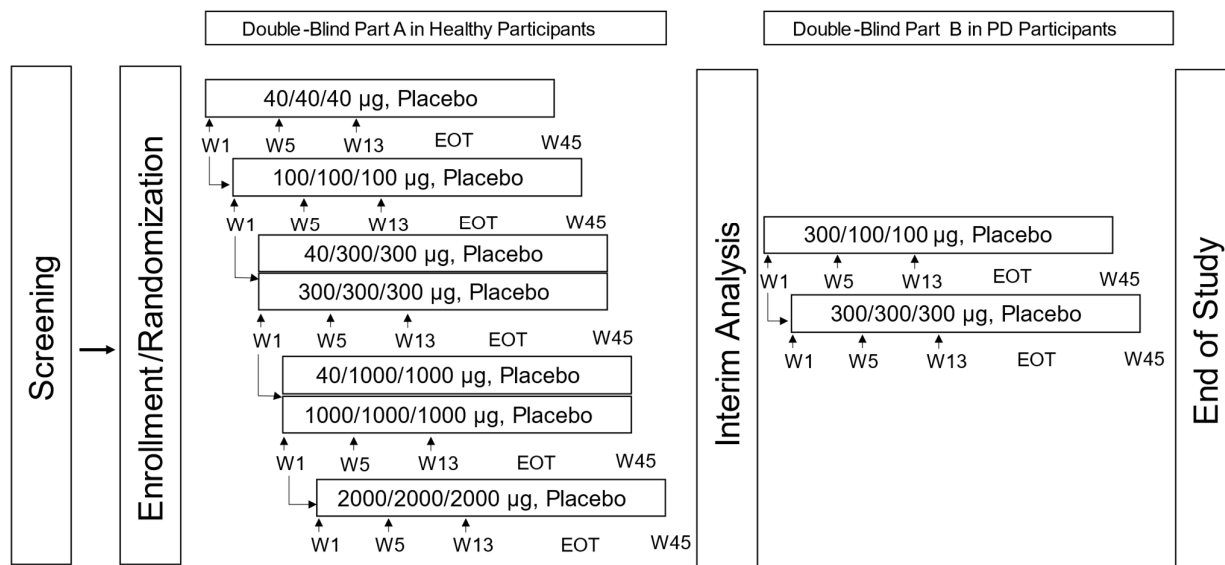 Double-Blind Part A in Healthy Participants
Double-Blind Part B in PD Participants
Screening
Enrollment/Randomization
40/40/40 µg, Placebo
W1 W5 W13 EOT W45
100/100/100 µg, Placebo
W1 W5 W13 EOT W45
40/300/300 µg, Placebo
300/300/300 µg, Placebo
W1 W5 W13 EOT W45
40/1000/1000 µg, Placebo
1000/1000/1000 µg, Placebo
W1 W5 W13 EOT W45
2000/2000/2000 µg, Placebo
W1 W5 W13 EOT W45
Interim Analysis
300/100/100 µg, Placebo
W1 W5 W13 EOT W45
300/300/300 µg, Placebo
W1 W5 W13 EOT W45
End of Study